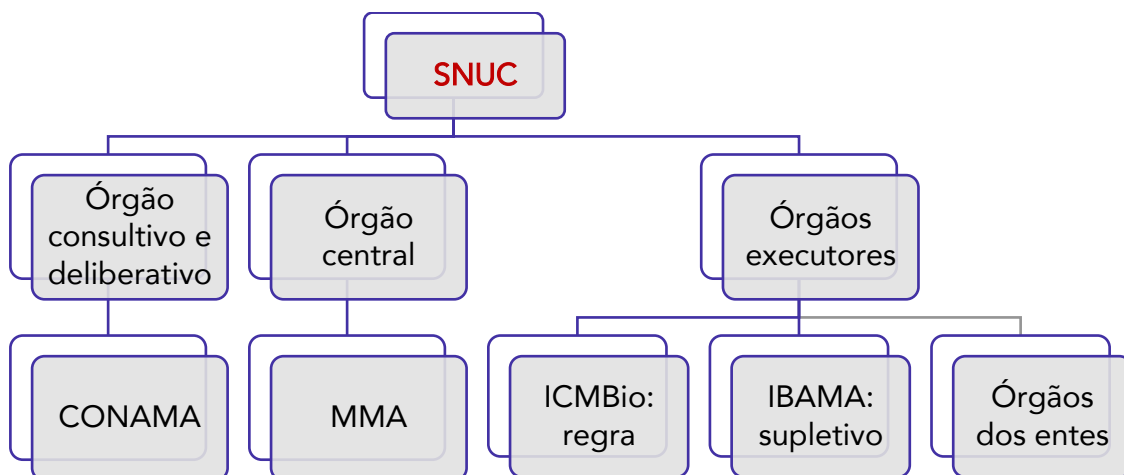 SNUC
Órgão
consultivo e
deliberativo
Órgão
central
Órgãos
executores
CONAMA
MMA
ICMBio:
regra
IBAMA:
supletivo
Órgãos
dos entes